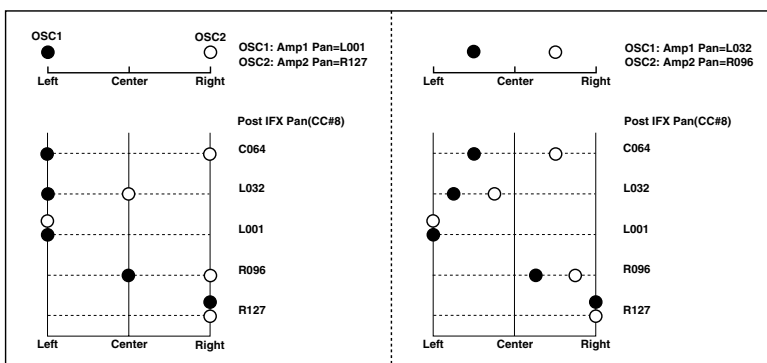 OSC1 OSC2
OSC1: Amp1 Pan=L001
OSC2: Amp2 Pan=R127
Left Center Right
Post IFX Pan(CC#8)
C064
L032
L001
R096
R127
Left Center Right
OSC1: Amp1 Pan=L032
OSC2: Amp2 Pan=R096
Left Center Right
Post IFX Pan(CC#8)
C064
L032
L001
R096
R127
Left Center Right